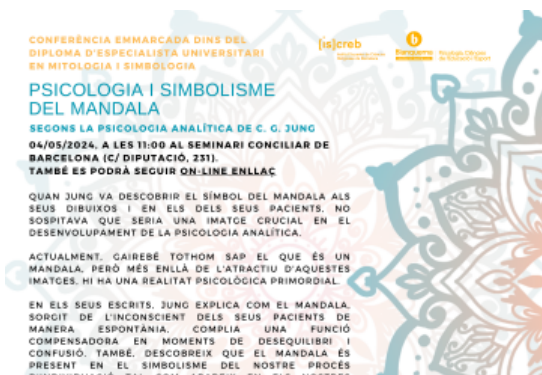 CONFERÈNCIA EMMARCADA DINS DEL
DIPLOMA D'ESPECIALISTA UNIVERSITARI
EN MITOLOGIA I SIMBOLOGIA
[is]creb
b
Blanquerna
PSICOLOGIA I SIMBOLISME
DEL MANDALA
SEGONS LA PSICOLOGIA ANALÍTICA DE C. G. JUNG
04/05/2024, A LES 11:00 AL SEMINARI CONCILIAR DE
BARCELONA (C/ DIPUTACIÓ, 231).
TAMBÉ ES PODRÀ SEGUIR ON-LINE ENLLAÇ
QUAN JUNG VA DESCOBRIR EL SÍMBOL DEL MANDALA ALS
SEUS DIBUIXOS I EN ELS DELS SEUS PACIENTS, NO
SOSPITAVA QUE SERIA UNA IMATGE CRUCIAL EN EL
DESENVOLUPAMENT DE LA PSICOLOGIA ANALÍTICA.
ACTUALMENT, GAIREBÉ TOTHOM SAP EL QUE ÉS UN
MANDALA, PERÒ MÉS ENLLÀ DE L'ATRACTIU D'AQUESTES
IMATGES, HI HA UNA REALITAT PSICOLÒGICA PRIMORDIAL.
EN ELS SEUS ESCRITS, JUNG EXPLICA COM EL MANDALA,
SORGIT DE L'INCONSCIENT DELS SEUS PACIENTS DE
MANERA ESPONTÀNIA, COMPLIA UNA FUNCIÓ
COMPENSADORA EN MOMENTS DE DESEQUILIBRI I
CONFUSIÓ. TAMBÉ, DESCOBREIX QUE EL MANDALA ÉS
PRESENT EN EL SIMBOLISME DEL NOSTRE PROCÉS